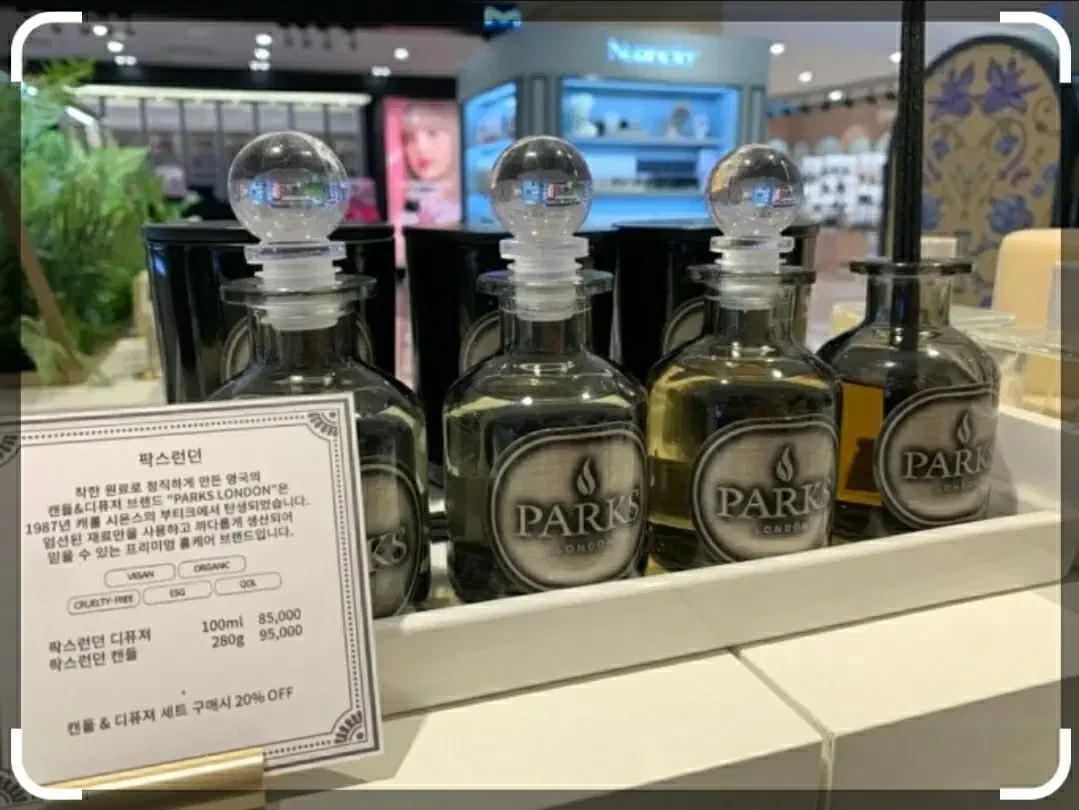 팍스런던
착한 원료로 정직하게 만든 영국의
캔들&디퓨저 브랜드 "PARKS LONDON"은
1987년 캐롤 시몬스의 부티크에서 탄생되었습니다.
엄선된 재료만을 사용하고 까다롭게 생산되어
믿을 수 있는 프리미엄 홈케어 브랜드입니다.
VEGAN ORGANIC
CRUELTY-FREE ESG QOL
팍스런던 디퓨져 100ml 85,000
팍스런던 캔들 280g 95,000
캔들 & 디퓨져 세트 구매시 20% OFF
PARKS
LONDON
PARKS
LONDON
PARKS
LONDON